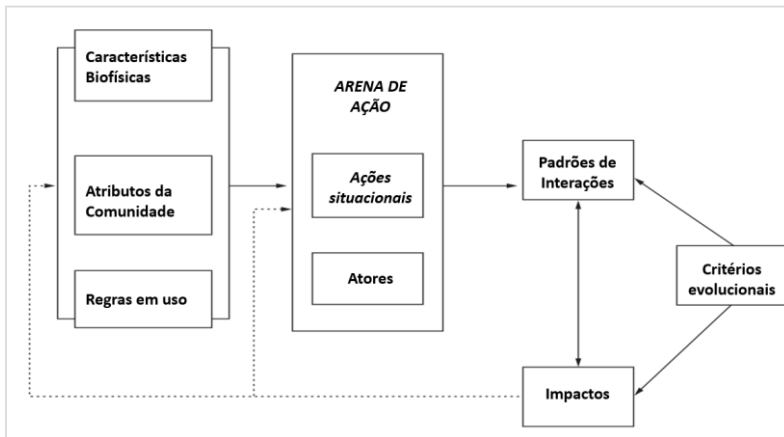 Características
Biofísicas
Atributos da
Comunidade
Regras em uso
ARENA DE
AÇÃO
Ações
situacionais
Atores
Padrões de
Interações
Critérios
evolucionais
Impactos